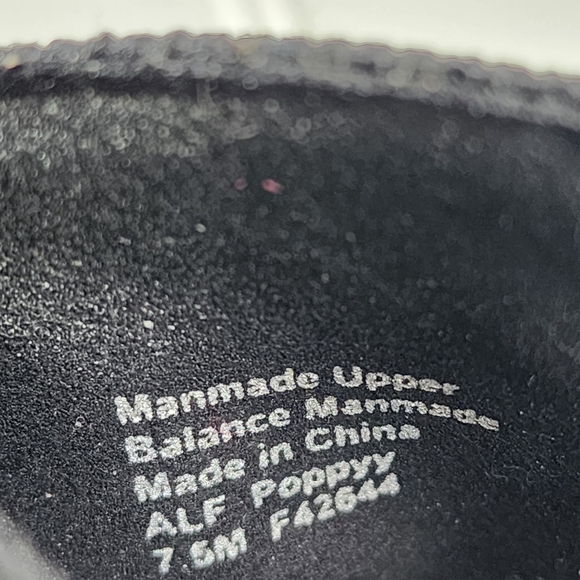 Manmade Upper
Balance Manmade
Made in China
ALF Poppyy
7.5M F42644